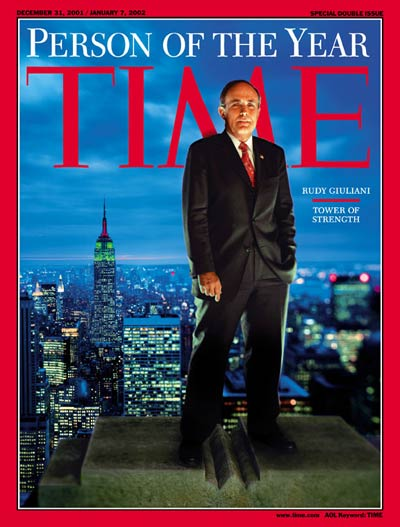 DECEMBER 31, 2001 / JANUARY 7, 2002
SPECIAL DOUBLE ISSUE
PERSON OF THE YEAR
TIME
RUDY GIULIANI
TOWER OF
STRENGTH
www.time.com AOL Keyword: TIME